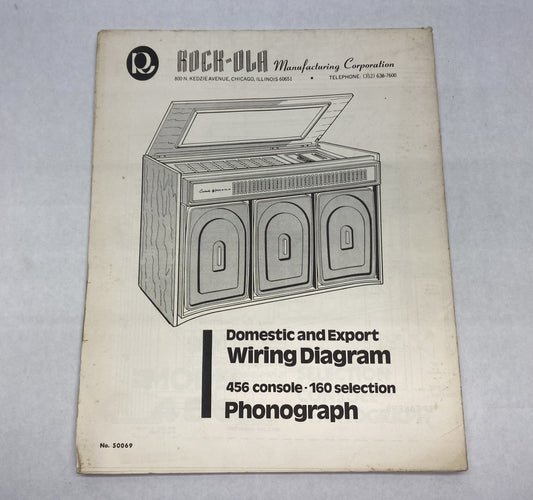 R
ROCK-OLA Manufacturing Corporation
800 N. KEDZIE AVENUE, CHICAGO, ILLINOIS 60651 • TELEPHONE: (312) 638-7600
Domestic and Export
Wiring Diagram
456 console · 160 selection
Phonograph
No. 50069